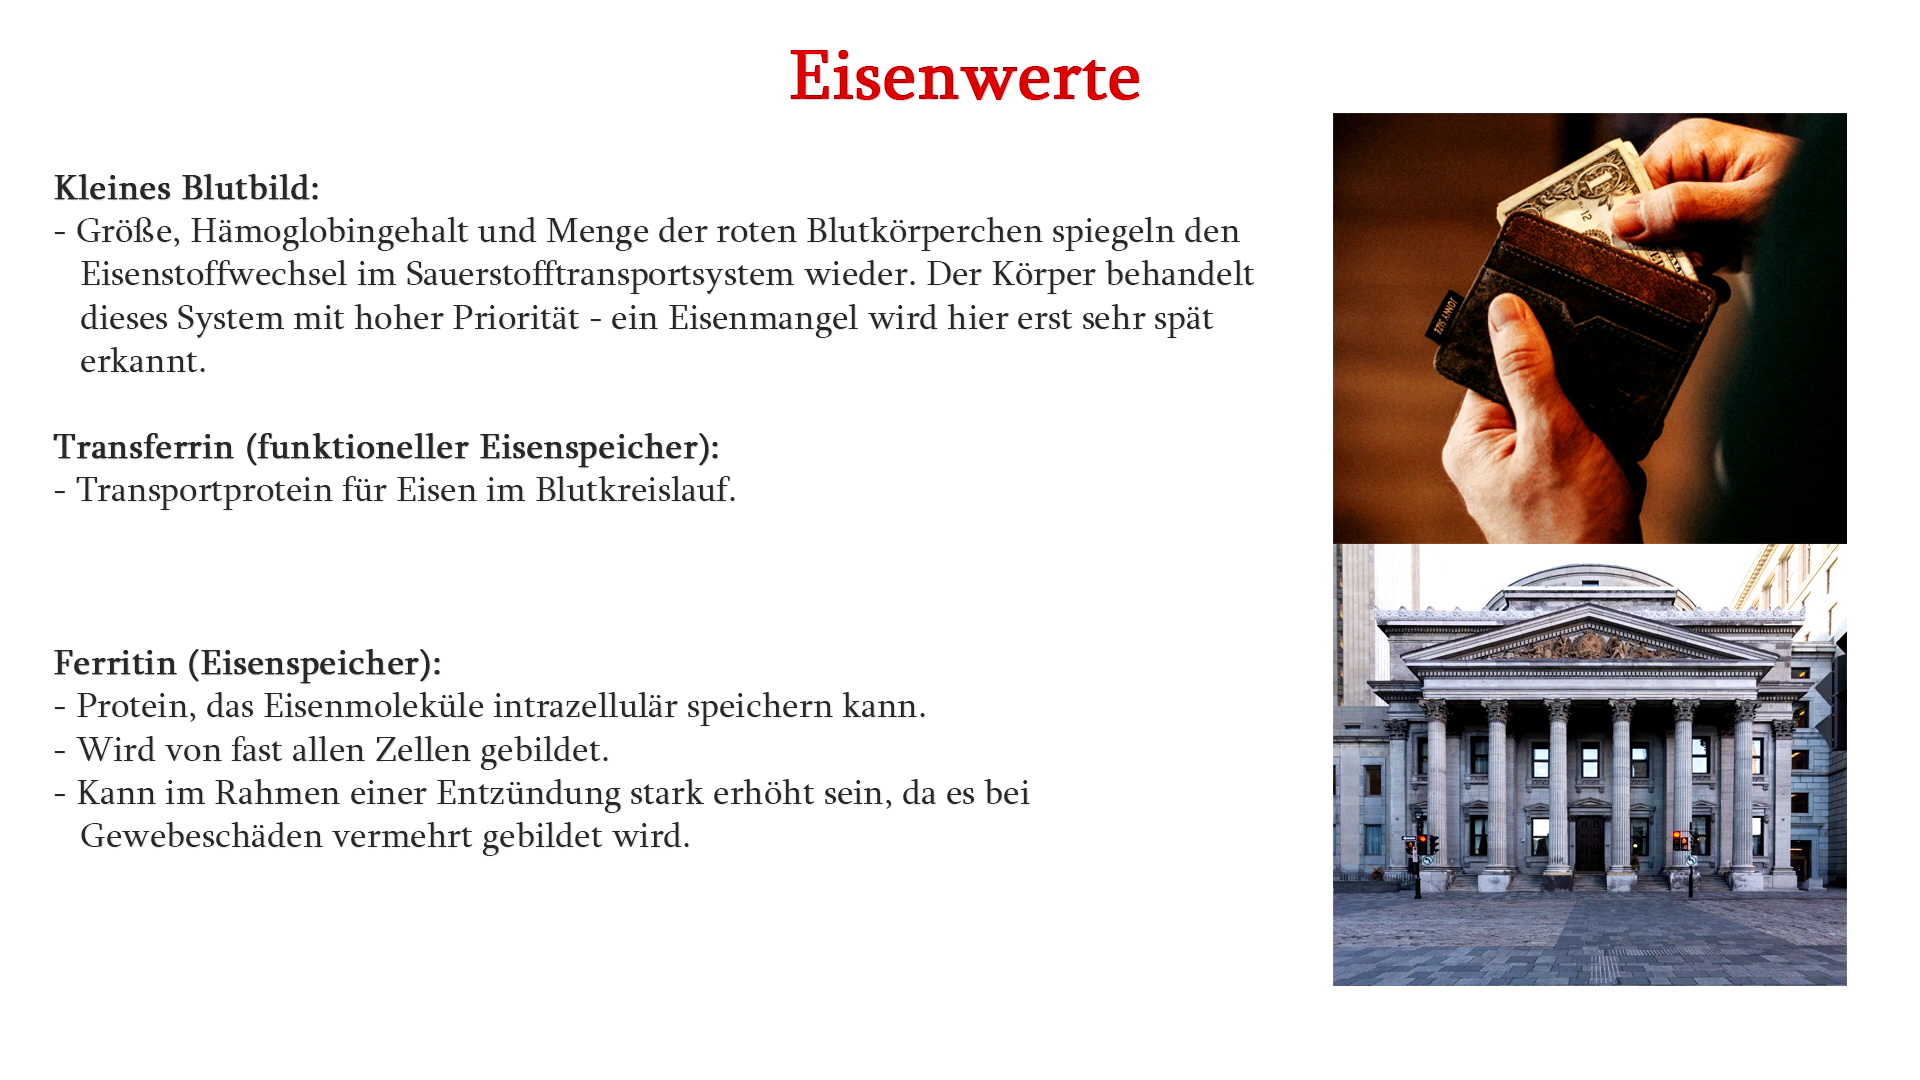 Eisenwerte
Kleines Blutbild:
- Größe, Hämoglobingehalt und Menge der roten Blutkörperchen spiegeln den
Eisenstoffwechsel im Sauerstofftransportsystem wieder. Der Körper behandelt
dieses System mit hoher Priorität - ein Eisenmangel wird hier erst sehr spät
erkannt.
Transferrin (funktioneller Eisenspeicher):
- Transportprotein für Eisen im Blutkreislauf.
Ferritin (Eisenspeicher):
- Protein, das Eisenmoleküle intrazellulär speichern kann.
- Wird von fast allen Zellen gebildet.
- Kann im Rahmen einer Entzündung stark erhöht sein, da es bei
Gewebeschäden vermehrt gebildet wird.